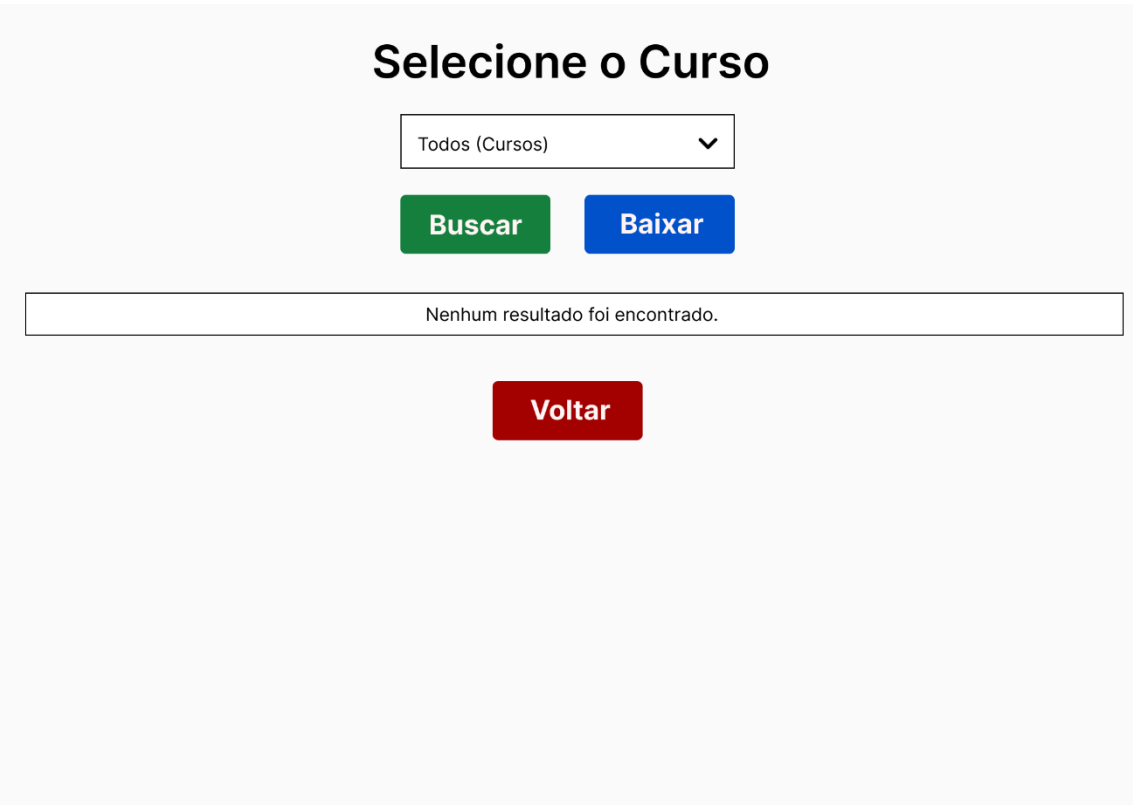 Selecione o Curso
Todos (Cursos)
Buscar
Baixar
Nenhum resultado foi encontrado.
Voltar